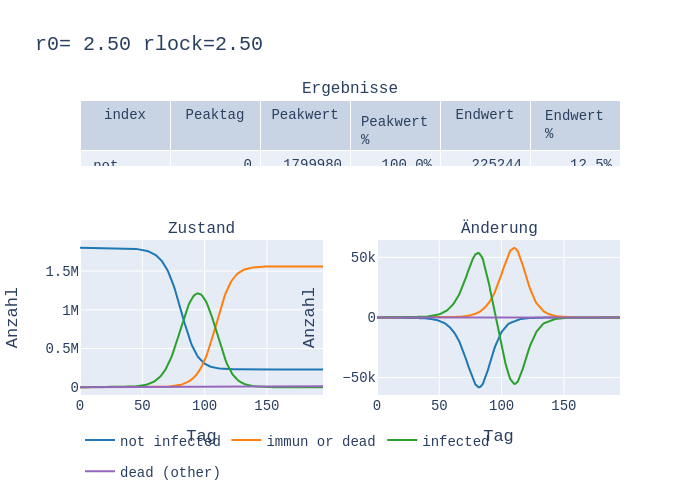 r0= 2.50 rlock=2.50
Ergebnisse
index Peaktag Peakwert Peakwert % Endwert Endwert %
not 0 1799980 100.0% 225244 12.5%
Zustand Änderung
Anzahl
1.5M
1M
0.5M
0
0 50 100 150
Tag
Anzahl
50k
0
−50k
0 50 100 150
Tag
not infected immun or dead infected
dead (other)